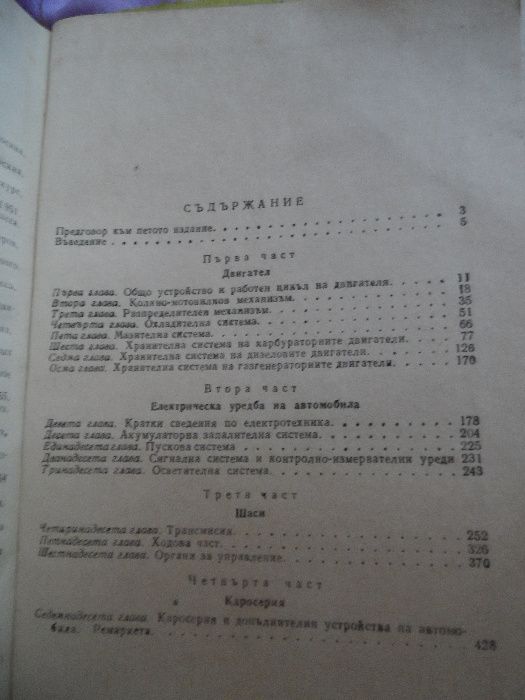 СЪДЪРЖАНИЕ
Предговор към петото издание. . . . . . . . . . . . . . . 3
Въведение . . . . . . . . . . . . . . . . . . . . . 5
Първа част
Двигател
Първа глава. Общо устройство и работен цикъл на двигателя. . . . . . . 11
Втора глава. Коляно-мотовилков механизъм. . . . . . . . . . . . 18
Трета глава. Разпределителен механизъм. . . . . . . . . . . . . 35
Четвърта глава. Охладителна система. . . . . . . . . . . . . . 51
Пета глава. Мазителна система. . . . . . . . . . . . . . . . 66
Шеста глава. Хранителна система на карбураторните двигатели. . . . . . 77
Седма глава. Хранителна система на дизеловите двигатели. . . . . . . 126
Осма глава. Хранителна система на газгенераторните двигатели. . . . . . 170
Втора част
Електрическа уредба на автомобила
Девета глава. Кратки сведения по електротехника. . . . . . . . . . 178
Десета глава. Акумулаторна запалителна система. . . . . . . . . . 204
Единадесета глава. Пускова система . . . . . . . . . . . . . . 225
Дванадесета глава. Сигнална система и контролно-измервателни уреди 231
Тринадесета глава. Осветителна система. . . . . . . . . . . . . 243
Трета част
Шаси
Четиринадесета глава. Трансмисия. . . . . . . . . . . . . . . 252
Петнадесета глава. Ходова част. . . . . . . . . . . . . . . . 326
Шестнадесета глава. Органи за управление. . . . . . . . . . . . 370
Четвърта част
Каросерия
Седемнадесета глава. Каросерия и допълнителни устройства на автомо-
била. Ремаркета. . . . . . . . . . . . . . . . . . . . 428